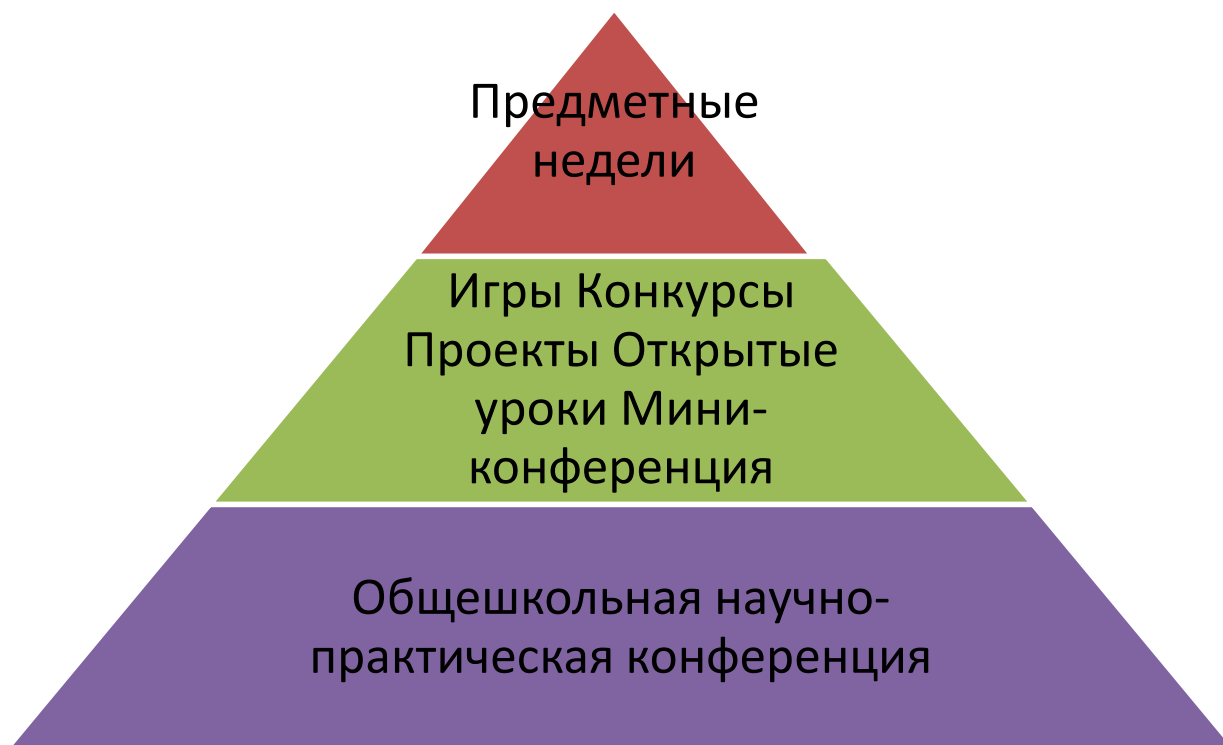 Предметные
недели
Игры Конкурсы
Проекты Открытые
уроки Мини-
конференция
Общешкольная научно-
практическая конференция